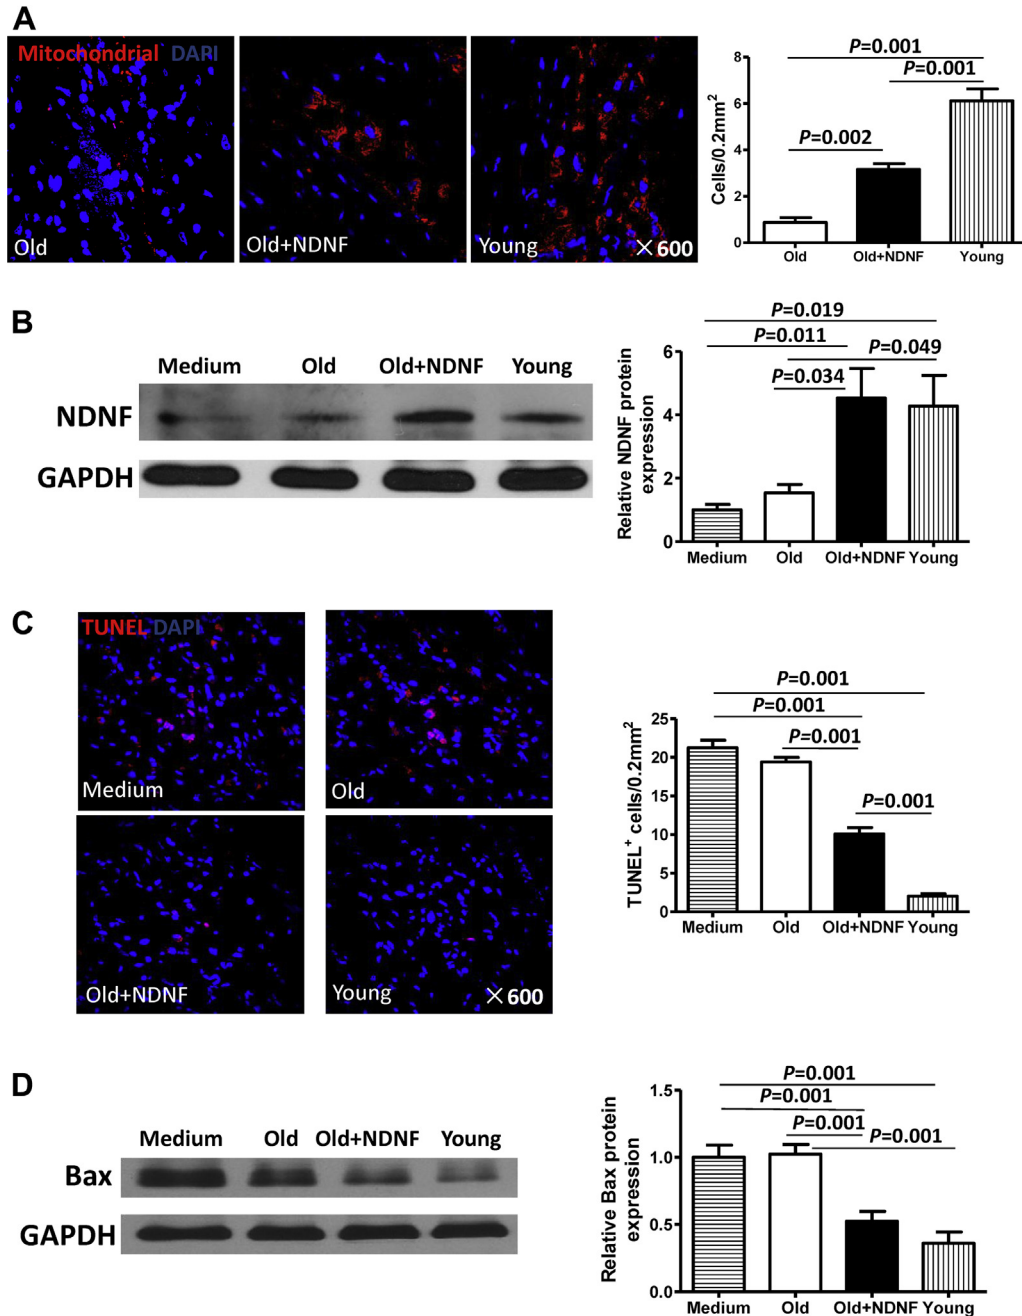 A
Mitochondrial DARI
Old
Old+NDNF
Young
×600
P=0.001
P=0.001
P=0.002
Cells/0.2mm²
8
6
4
2
0
Old Old+NDNF Young
B
Medium Old Old+NDNF Young
NDNF
GAPDH
P=0.019
P=0.011
P=0.049
P=0.034
Relative NDNF protein
expression
6
4
2
0
Medium Old Old+NDNF Young
C
TUNEL DAPI
Medium
Old
Old+NDNF
Young
×600
P=0.001
P=0.001
P=0.001
P=0.001
TUNEL⁺ cells/0.2mm²
25
20
15
10
5
0
Medium Old Old+NDNF Young
D
Medium Old Old+NDNF Young
Bax
GAPDH
P=0.001
P=0.001
P=0.001
P=0.001
Relative Bax protein
expression
1.5
1.0
0.5
0.0
Medium Old Old+NDNF Young